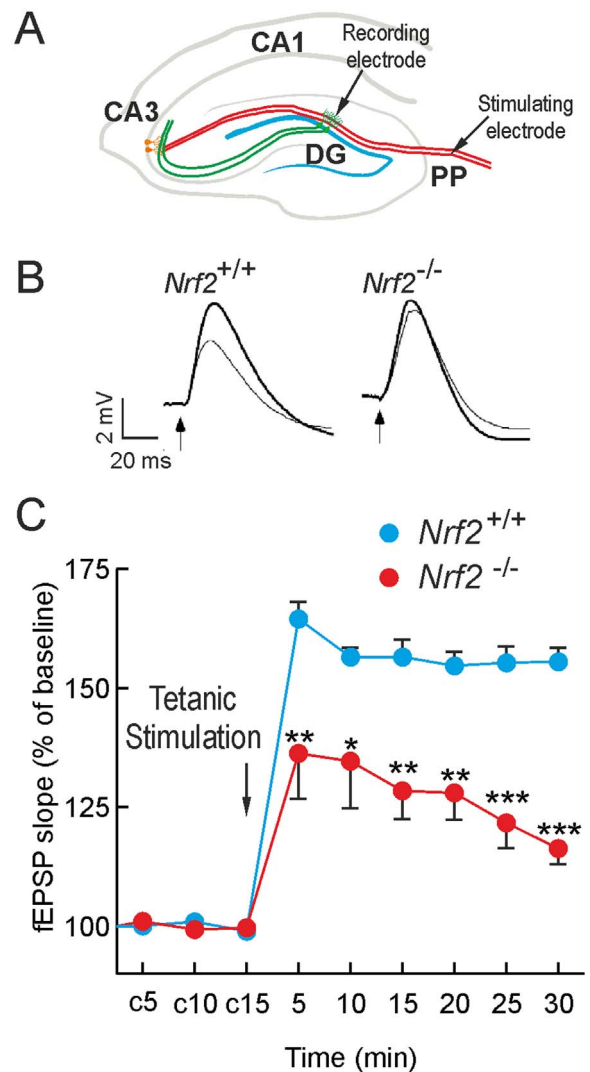 A
CA1
Recording
electrode
CA3
Stimulating
electrode
DG
PP
B
Nrf2+/+
Nrf2-/-
2 mV
20 ms
C
Nrf2+/+
Nrf2 -/-
175
150
125
100
fEPSP slope (% of baseline)
Tetanic
Stimulation
** * ** ** *** ***
c5 c10 c15 5 10 15 20 25 30
Time (min)